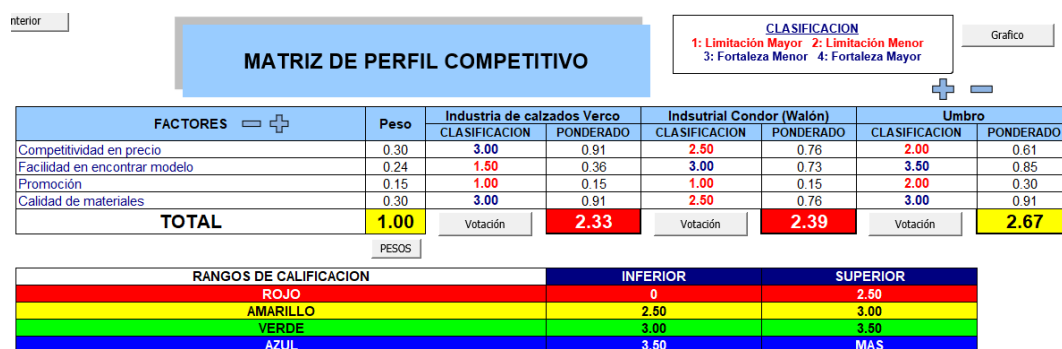 nterior
CLASIFICACION
1: Limitación Mayor 2: Limitación Menor
3: Fortaleza Menor 4: Fortaleza Mayor
Grafico
MATRIZ DE PERFIL COMPETITIVO
FACTORES Peso Industria de calzados Verco Indsutrial Condor (Walón) Umbro
CLASIFICACION PONDERADO CLASIFICACION PONDERADO CLASIFICACION PONDERADO
Competitividad en precio 0.30 3.00 0.91 2.50 0.76 2.00 0.61
Facilidad en encontrar modelo 0.24 1.50 0.36 3.00 0.73 3.50 0.85
Promoción 0.15 1.00 0.15 1.00 0.15 2.00 0.30
Calidad de materiales 0.30 3.00 0.91 2.50 0.76 3.00 0.91
TOTAL 1.00 Votación 2.33 Votación 2.39 Votación 2.67
PESOS
RANGOS DE CALIFICACION INFERIOR SUPERIOR
ROJO 0 2.50
AMARILLO 2.50 3.00
VERDE 3.00 3.50
AZUL 3.50 MAS